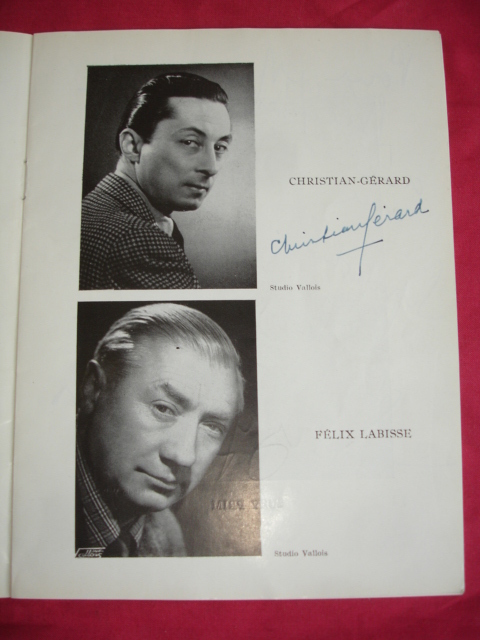 CHRISTIAN-GÉRARD
Christian Gérard
Studio Vallois
FÉLIX LABISSE
Studio Vallois